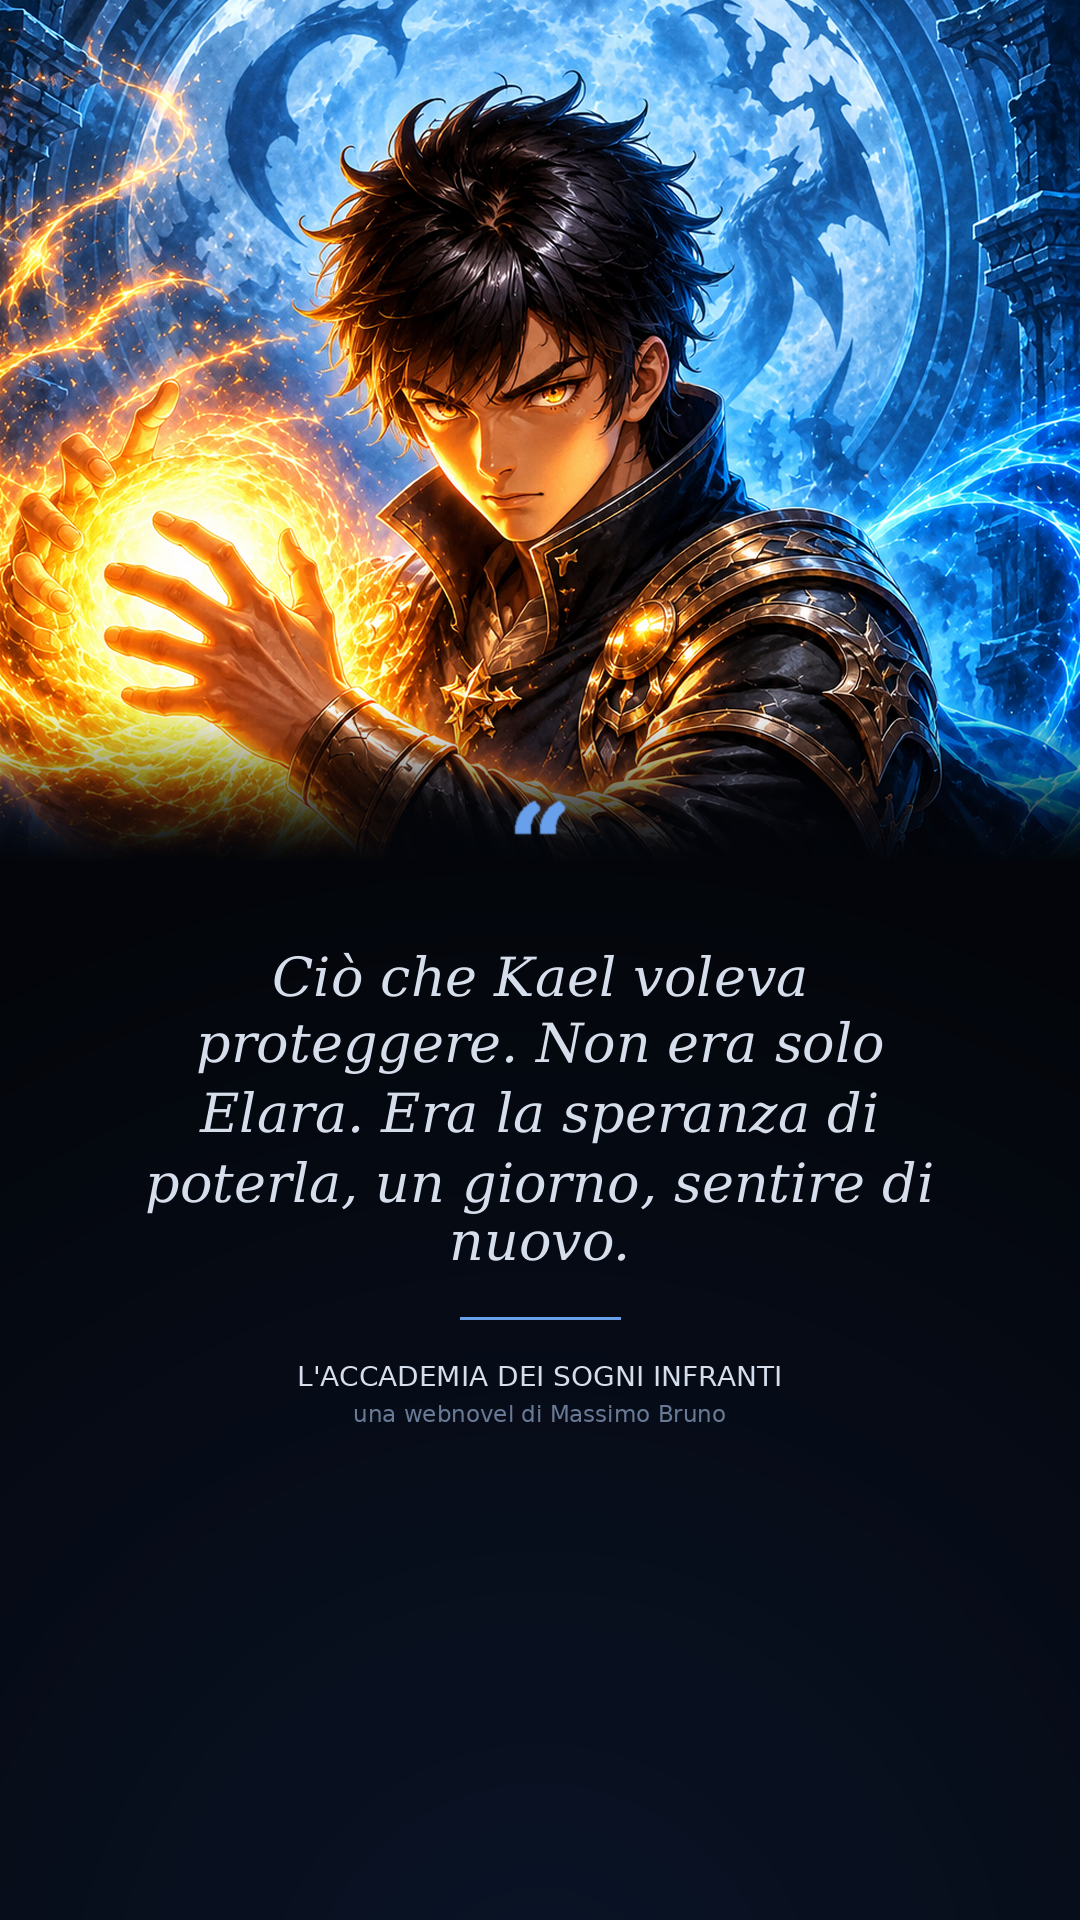 “
Ciò che Kael voleva
proteggere. Non era solo
Elara. Era la speranza di
poterla, un giorno, sentire di
nuovo.
L'ACCADEMIA DEI SOGNI INFRANTI
una webnovel di Massimo Bruno